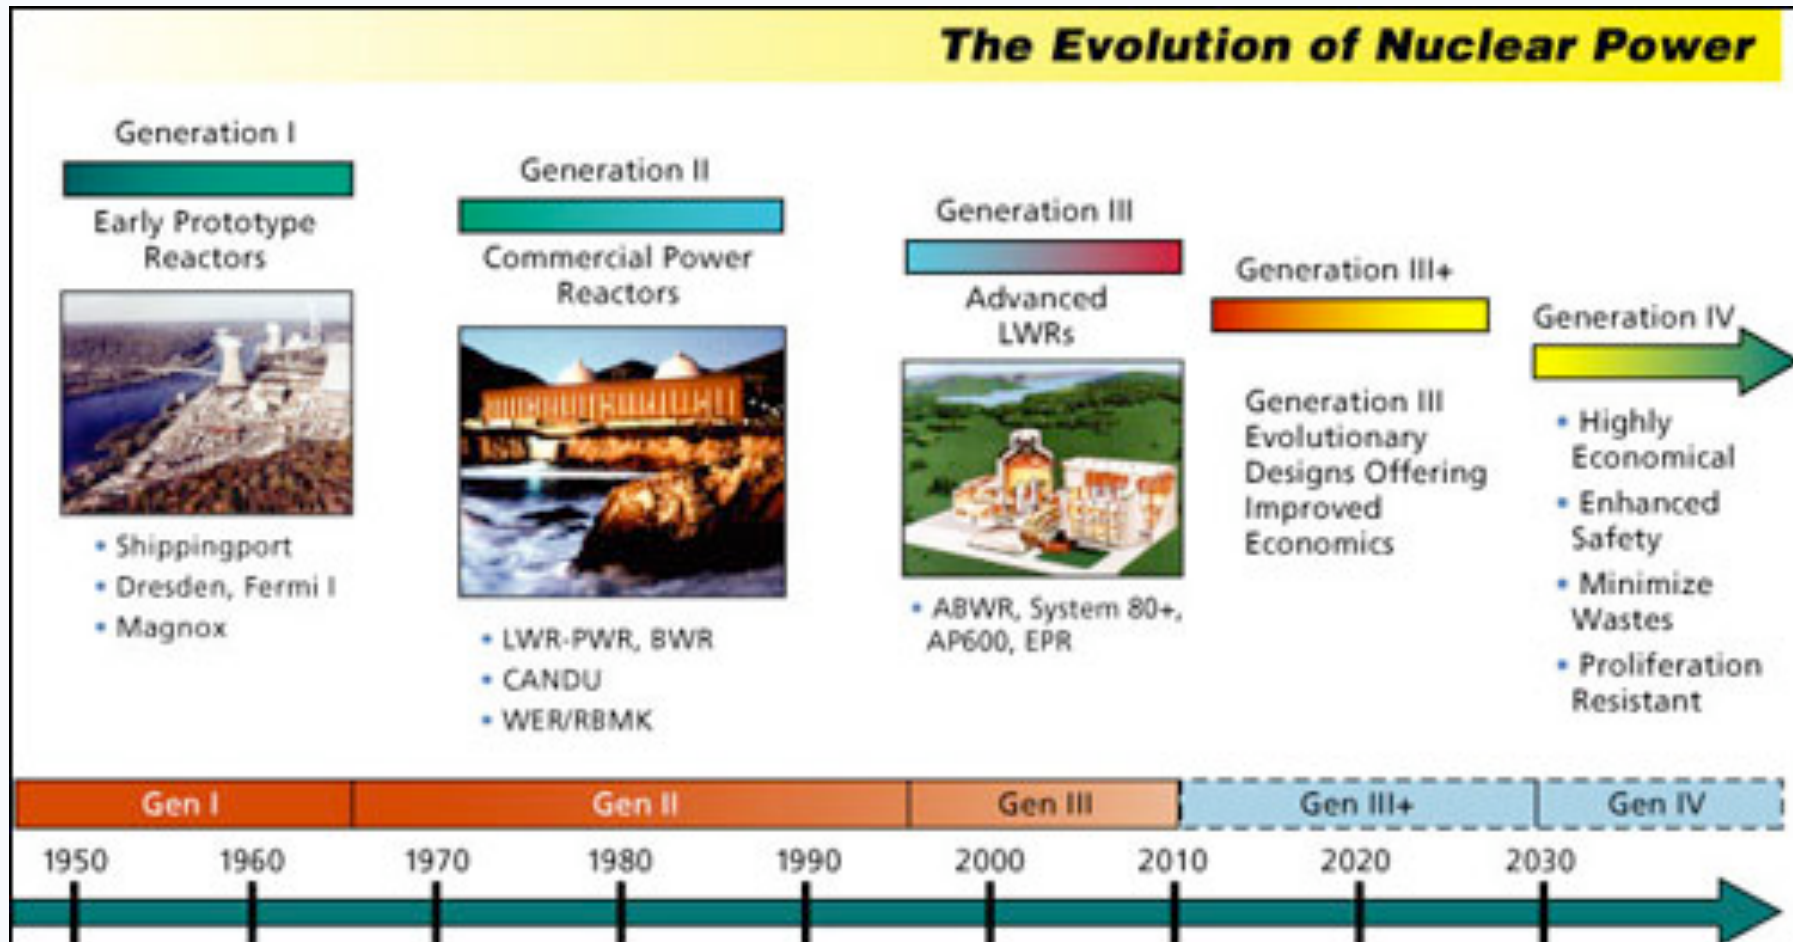 The Evolution of Nuclear Power
Generation I
Early Prototype
Reactors
• Shippingport
• Dresden, Fermi I
• Magnox
Generation II
Commercial Power
Reactors
• LWR-PWR, BWR
• CANDU
• WER/RBMK
Generation III
Advanced
LWRs
• ABWR, System 80+,
AP600, EPR
Generation III+
Generation III
Evolutionary
Designs Offering
Improved
Economics
Generation IV
• Highly
Economical
• Enhanced
Safety
• Minimize
Wastes
• Proliferation
Resistant
Gen I Gen II Gen III Gen III+ Gen IV
1950 1960 1970 1980 1990 2000 2010 2020 2030